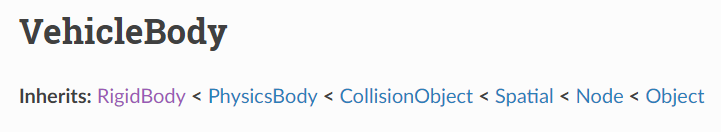 VehicleBody
Inherits: RigidBody < PhysicsBody < CollisionObject < Spatial < Node < Object